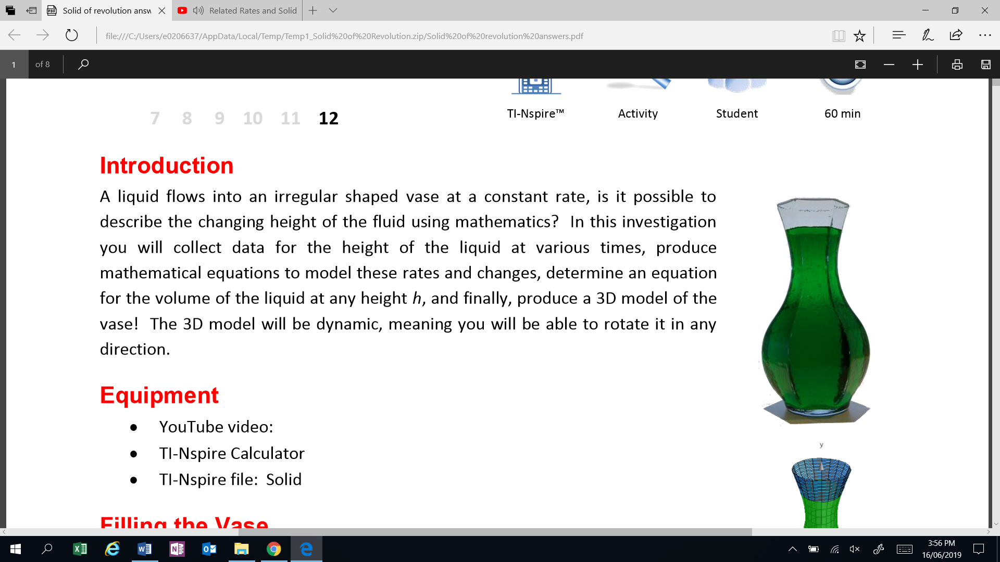 Solid of revolution answ
Related Rates and Solid
file:///C:/Users/e0206637/AppData/Local/Temp/Temp1_Solid%20of%20Revolution.zip/Solid%20of%20revolution%20answers.pdf
1 of 8
7 8 9 10 11 12
TI-Nspire™ Activity Student 60 min
Introduction
A liquid flows into an irregular shaped vase at a constant rate, is it possible to
describe the changing height of the fluid using mathematics? In this investigation
you will collect data for the height of the liquid at various times, produce
mathematical equations to model these rates and changes, determine an equation
for the volume of the liquid at any height h, and finally, produce a 3D model of the
vase! The 3D model will be dynamic, meaning you will be able to rotate it in any
direction.
Equipment
• YouTube video:
• TI-Nspire Calculator
• TI-Nspire file: Solid
y
Filling the Vase
3:56 PM
16/06/2019